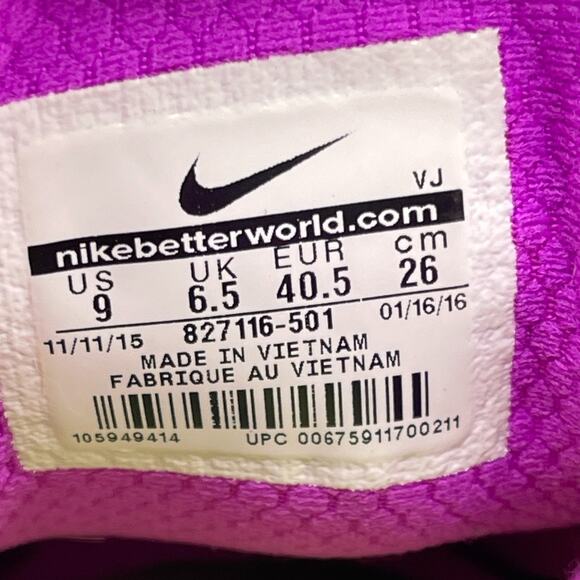 VJ
nikebetterworld.com
US UK EUR cm
9 6.5 40.5 26
11/11/15 827116-501 01/16/16
MADE IN VIETNAM
FABRIQUE AU VIETNAM
105949414 UPC 00675911700211